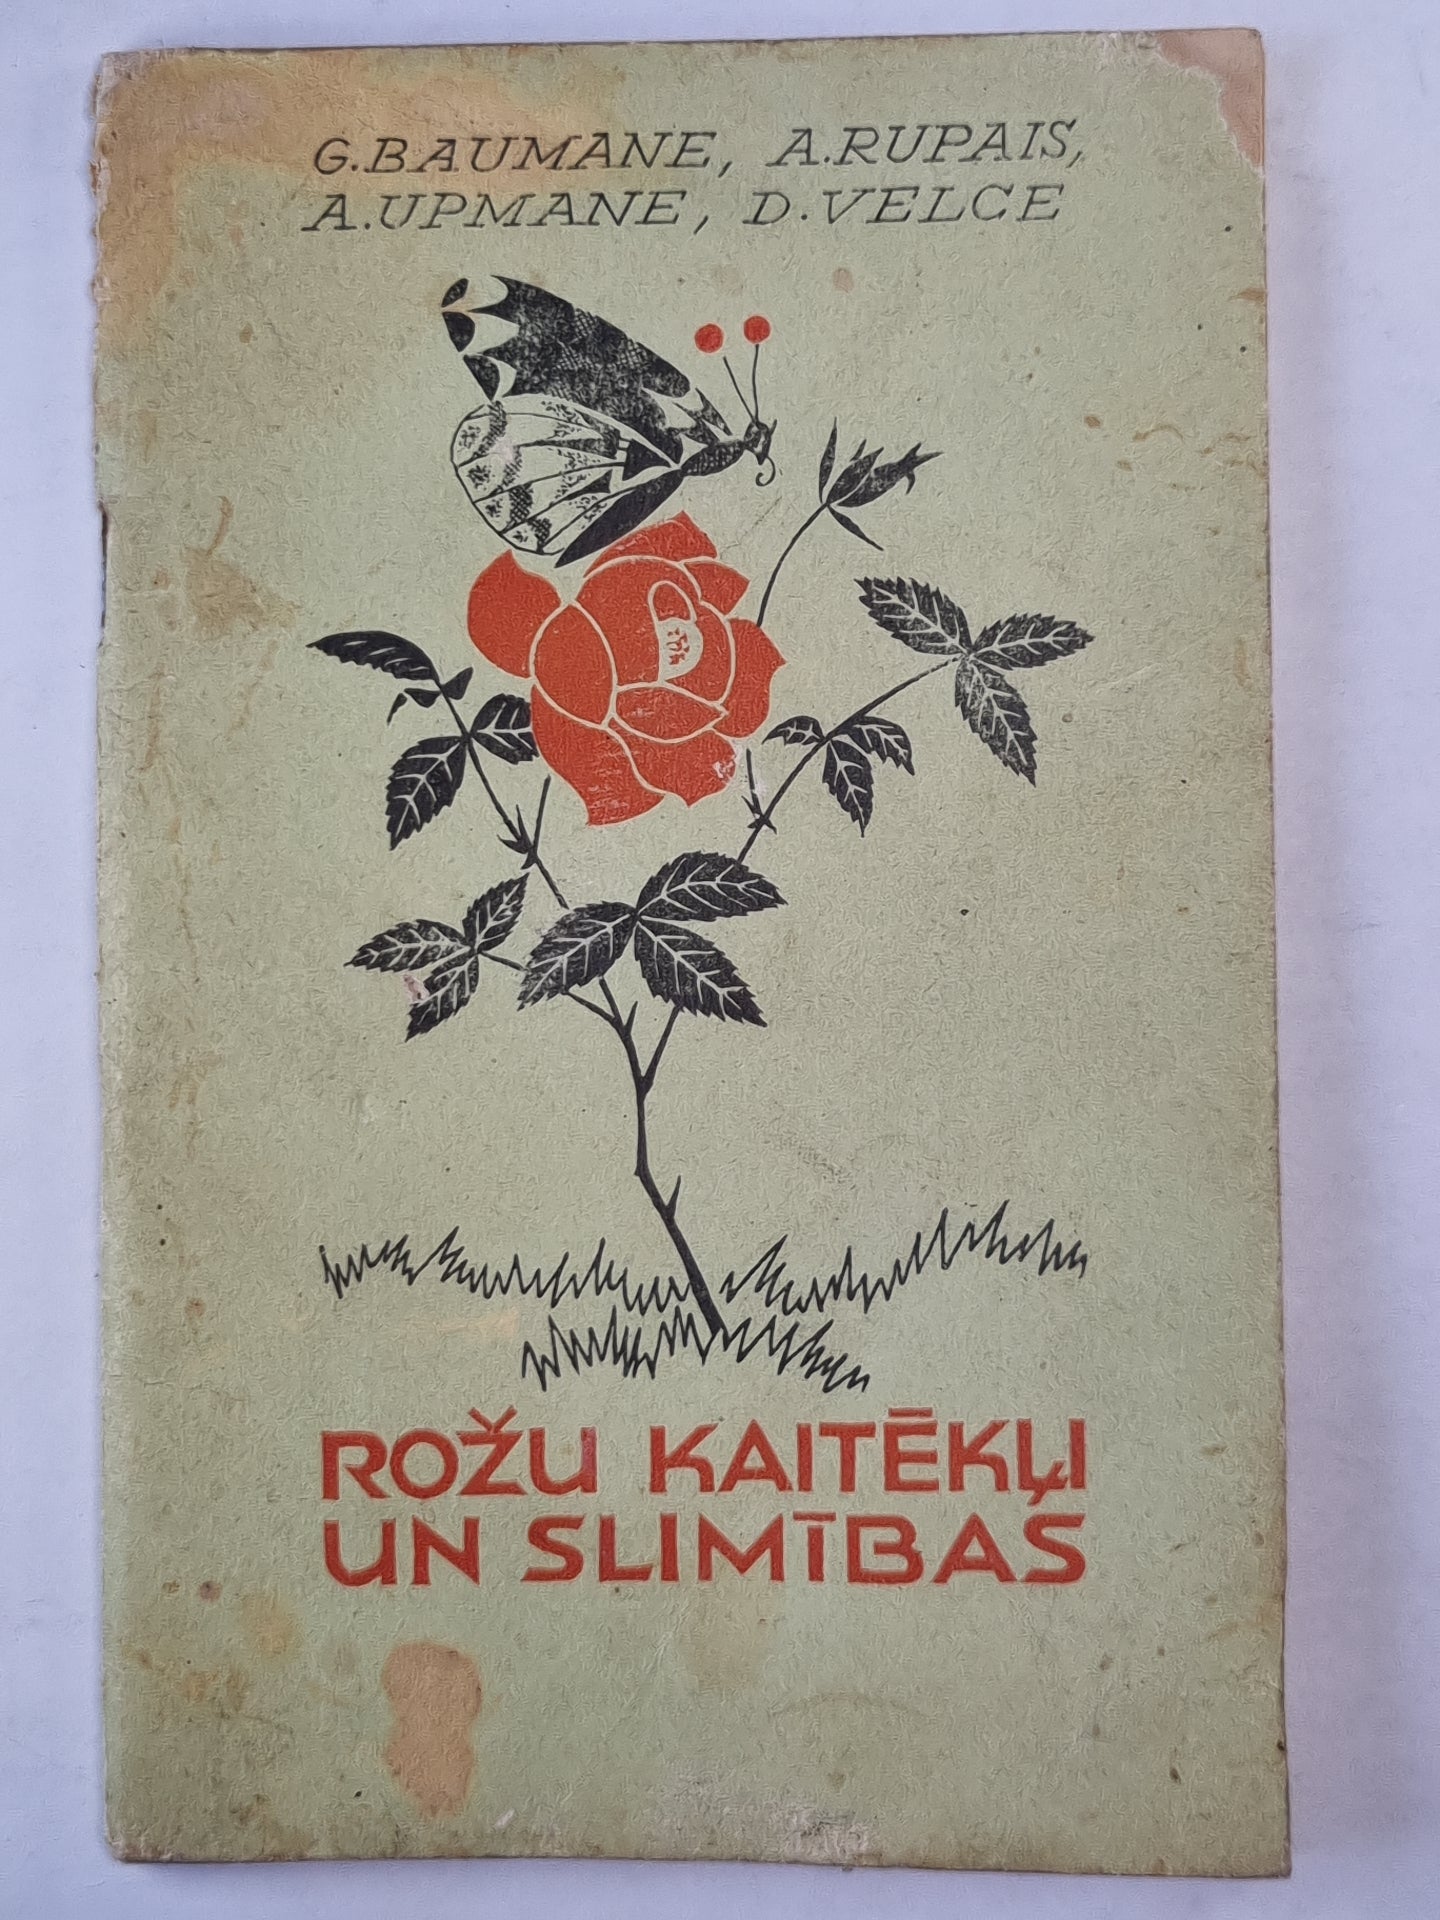 G.BAUMANE, A.RUPAIS,
A.UPMANE, D.VELCE
ROŽU KAITĒKĻI
UN SLIMĪBAS